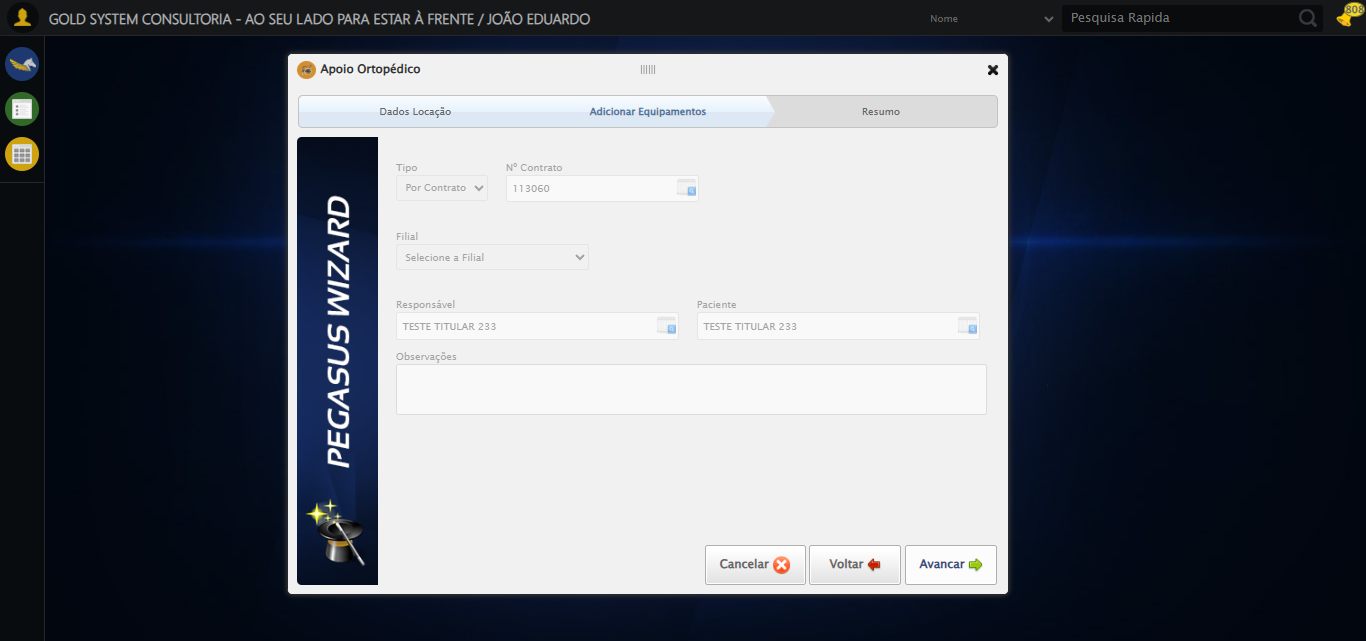 GOLD SYSTEM CONSULTORIA - AO SEU LADO PARA ESTAR À FRENTE / JOÃO EDUARDO
Nome
Pesquisa Rapida
808
Apoio Ortopédico
Dados Locação
Adicionar Equipamentos
Resumo
PEGASUS WIZARD
Tipo
Nº Contrato
Por Contrato
113060
Filial
Selecione a Filial
Responsável
Paciente
TESTE TITULAR 233
TESTE TITULAR 233
Observações
Cancelar
Voltar
Avancar